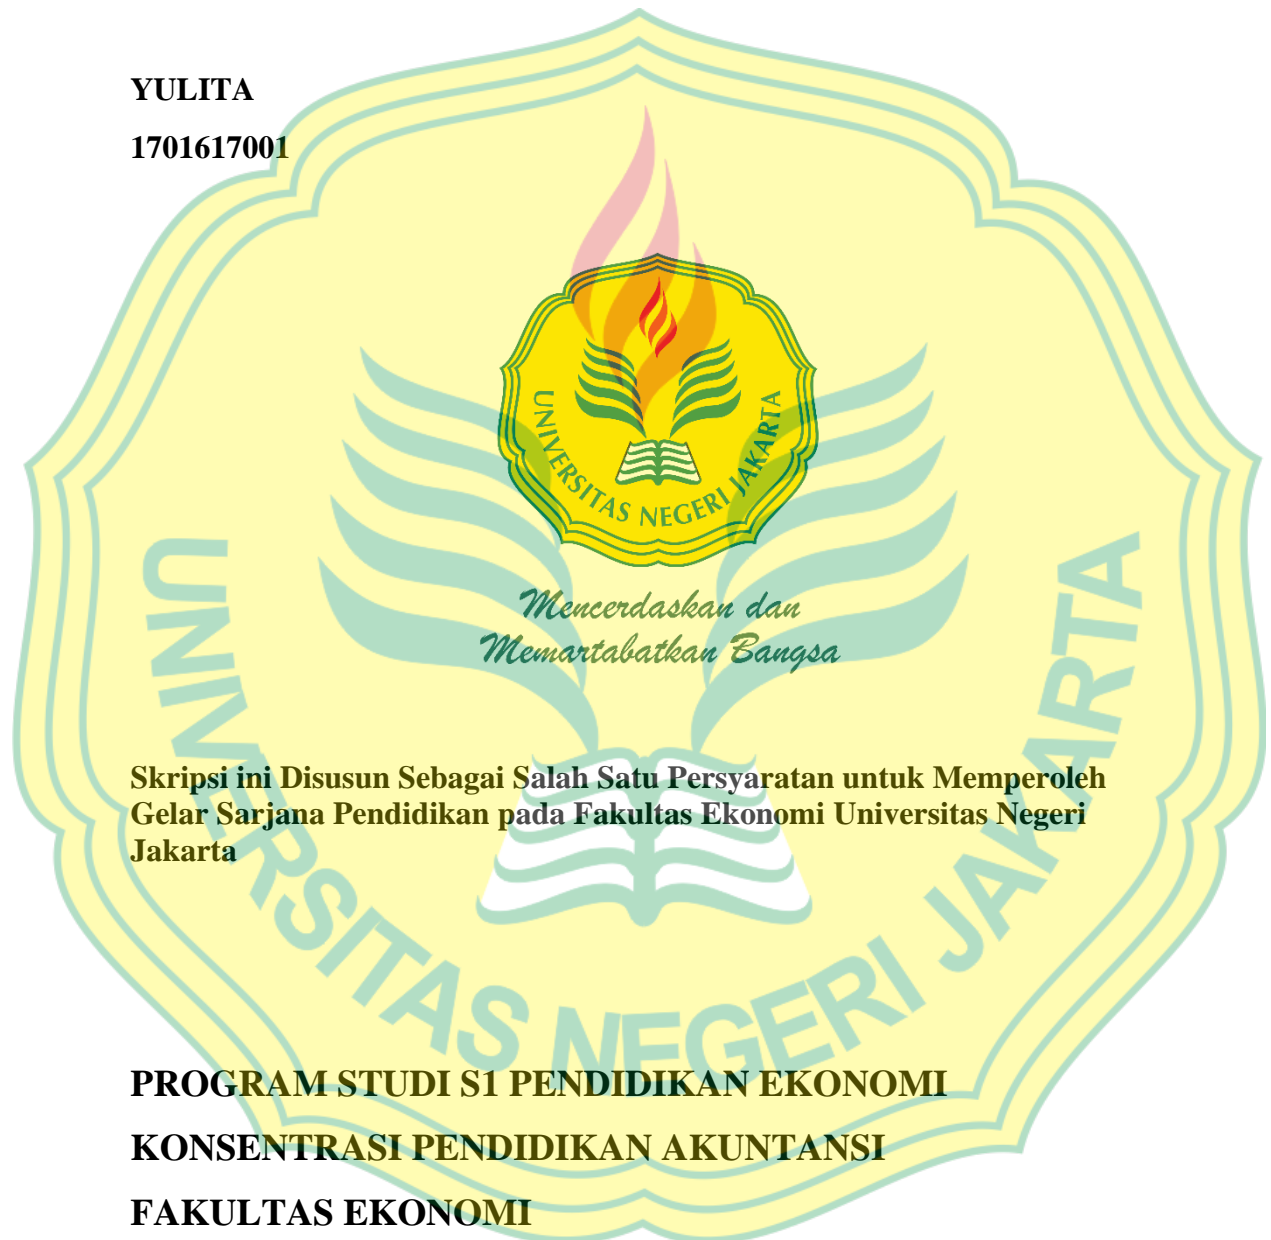 YULITA
1701617001
UNIVERSITAS NEGERI JAKARTA
Mencerdaskan dan
Memartabatkan Bangsa
Skripsi ini Disusun Sebagai Salah Satu Persyaratan untuk Memperoleh
Gelar Sarjana Pendidikan pada Fakultas Ekonomi Universitas Negeri
Jakarta
UNIVERSITAS NEGERI JAKARTA
PROGRAM STUDI S1 PENDIDIKAN EKONOMI
KONSENTRASI PENDIDIKAN AKUNTANSI
FAKULTAS EKONOMI